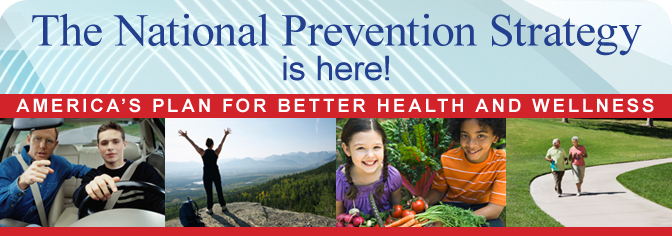 The National Prevention Strategy
is here!
AMERICA'S PLAN FOR BETTER HEALTH AND WELLNESS